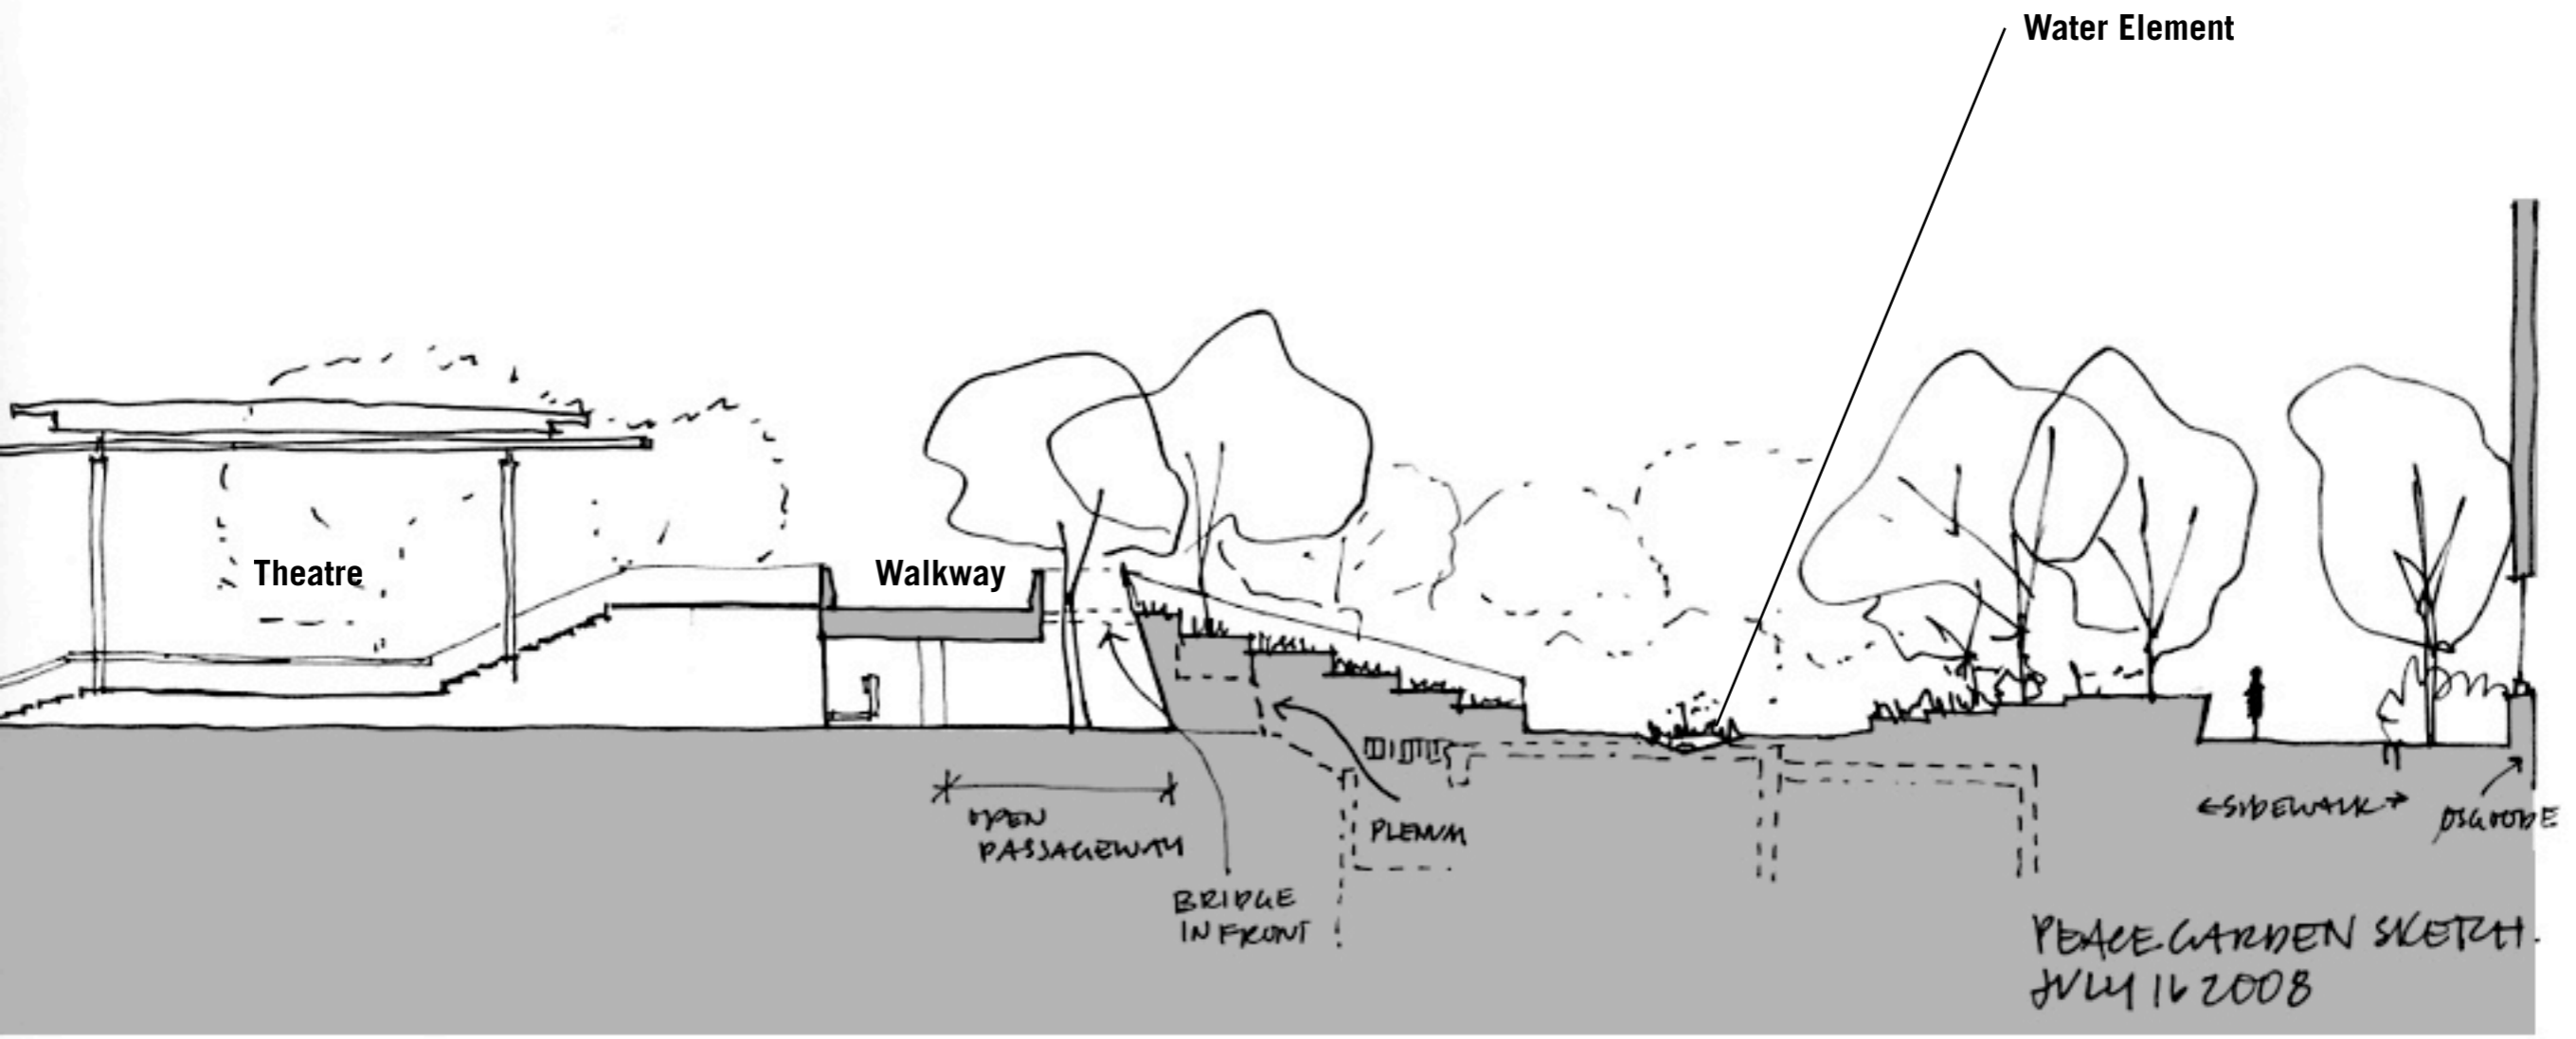 Water Element
Theatre
Walkway
OPEN
PASSAGEWAY
PLENUM
BRIDGE
IN FRONT
SIDEWALK
OSGOODE
PEACE GARDEN SKETCH.
JULY 16 2008